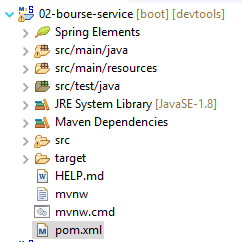 02-bourse-service [boot] [devtools]
Spring Elements
src/main/java
src/main/resources
src/test/java
JRE System Library [JavaSE-1.8]
Maven Dependencies
src
target
HELP.md
mvnw
mvnw.cmd
pom.xml